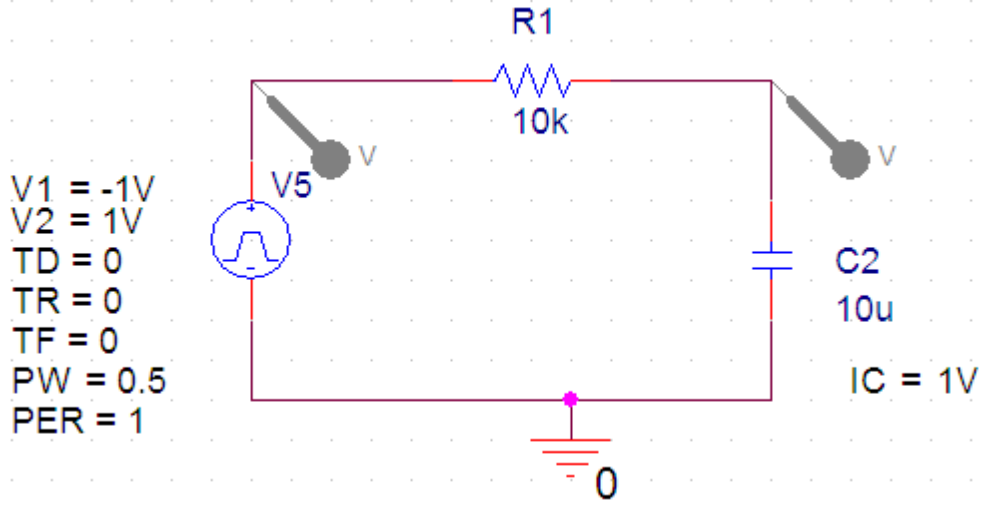 R1
10k
V
V
V5
V1 = -1V
V2 = 1V
TD = 0
TR = 0
TF = 0
PW = 0.5
PER = 1
C2
10u
IC = 1V
0